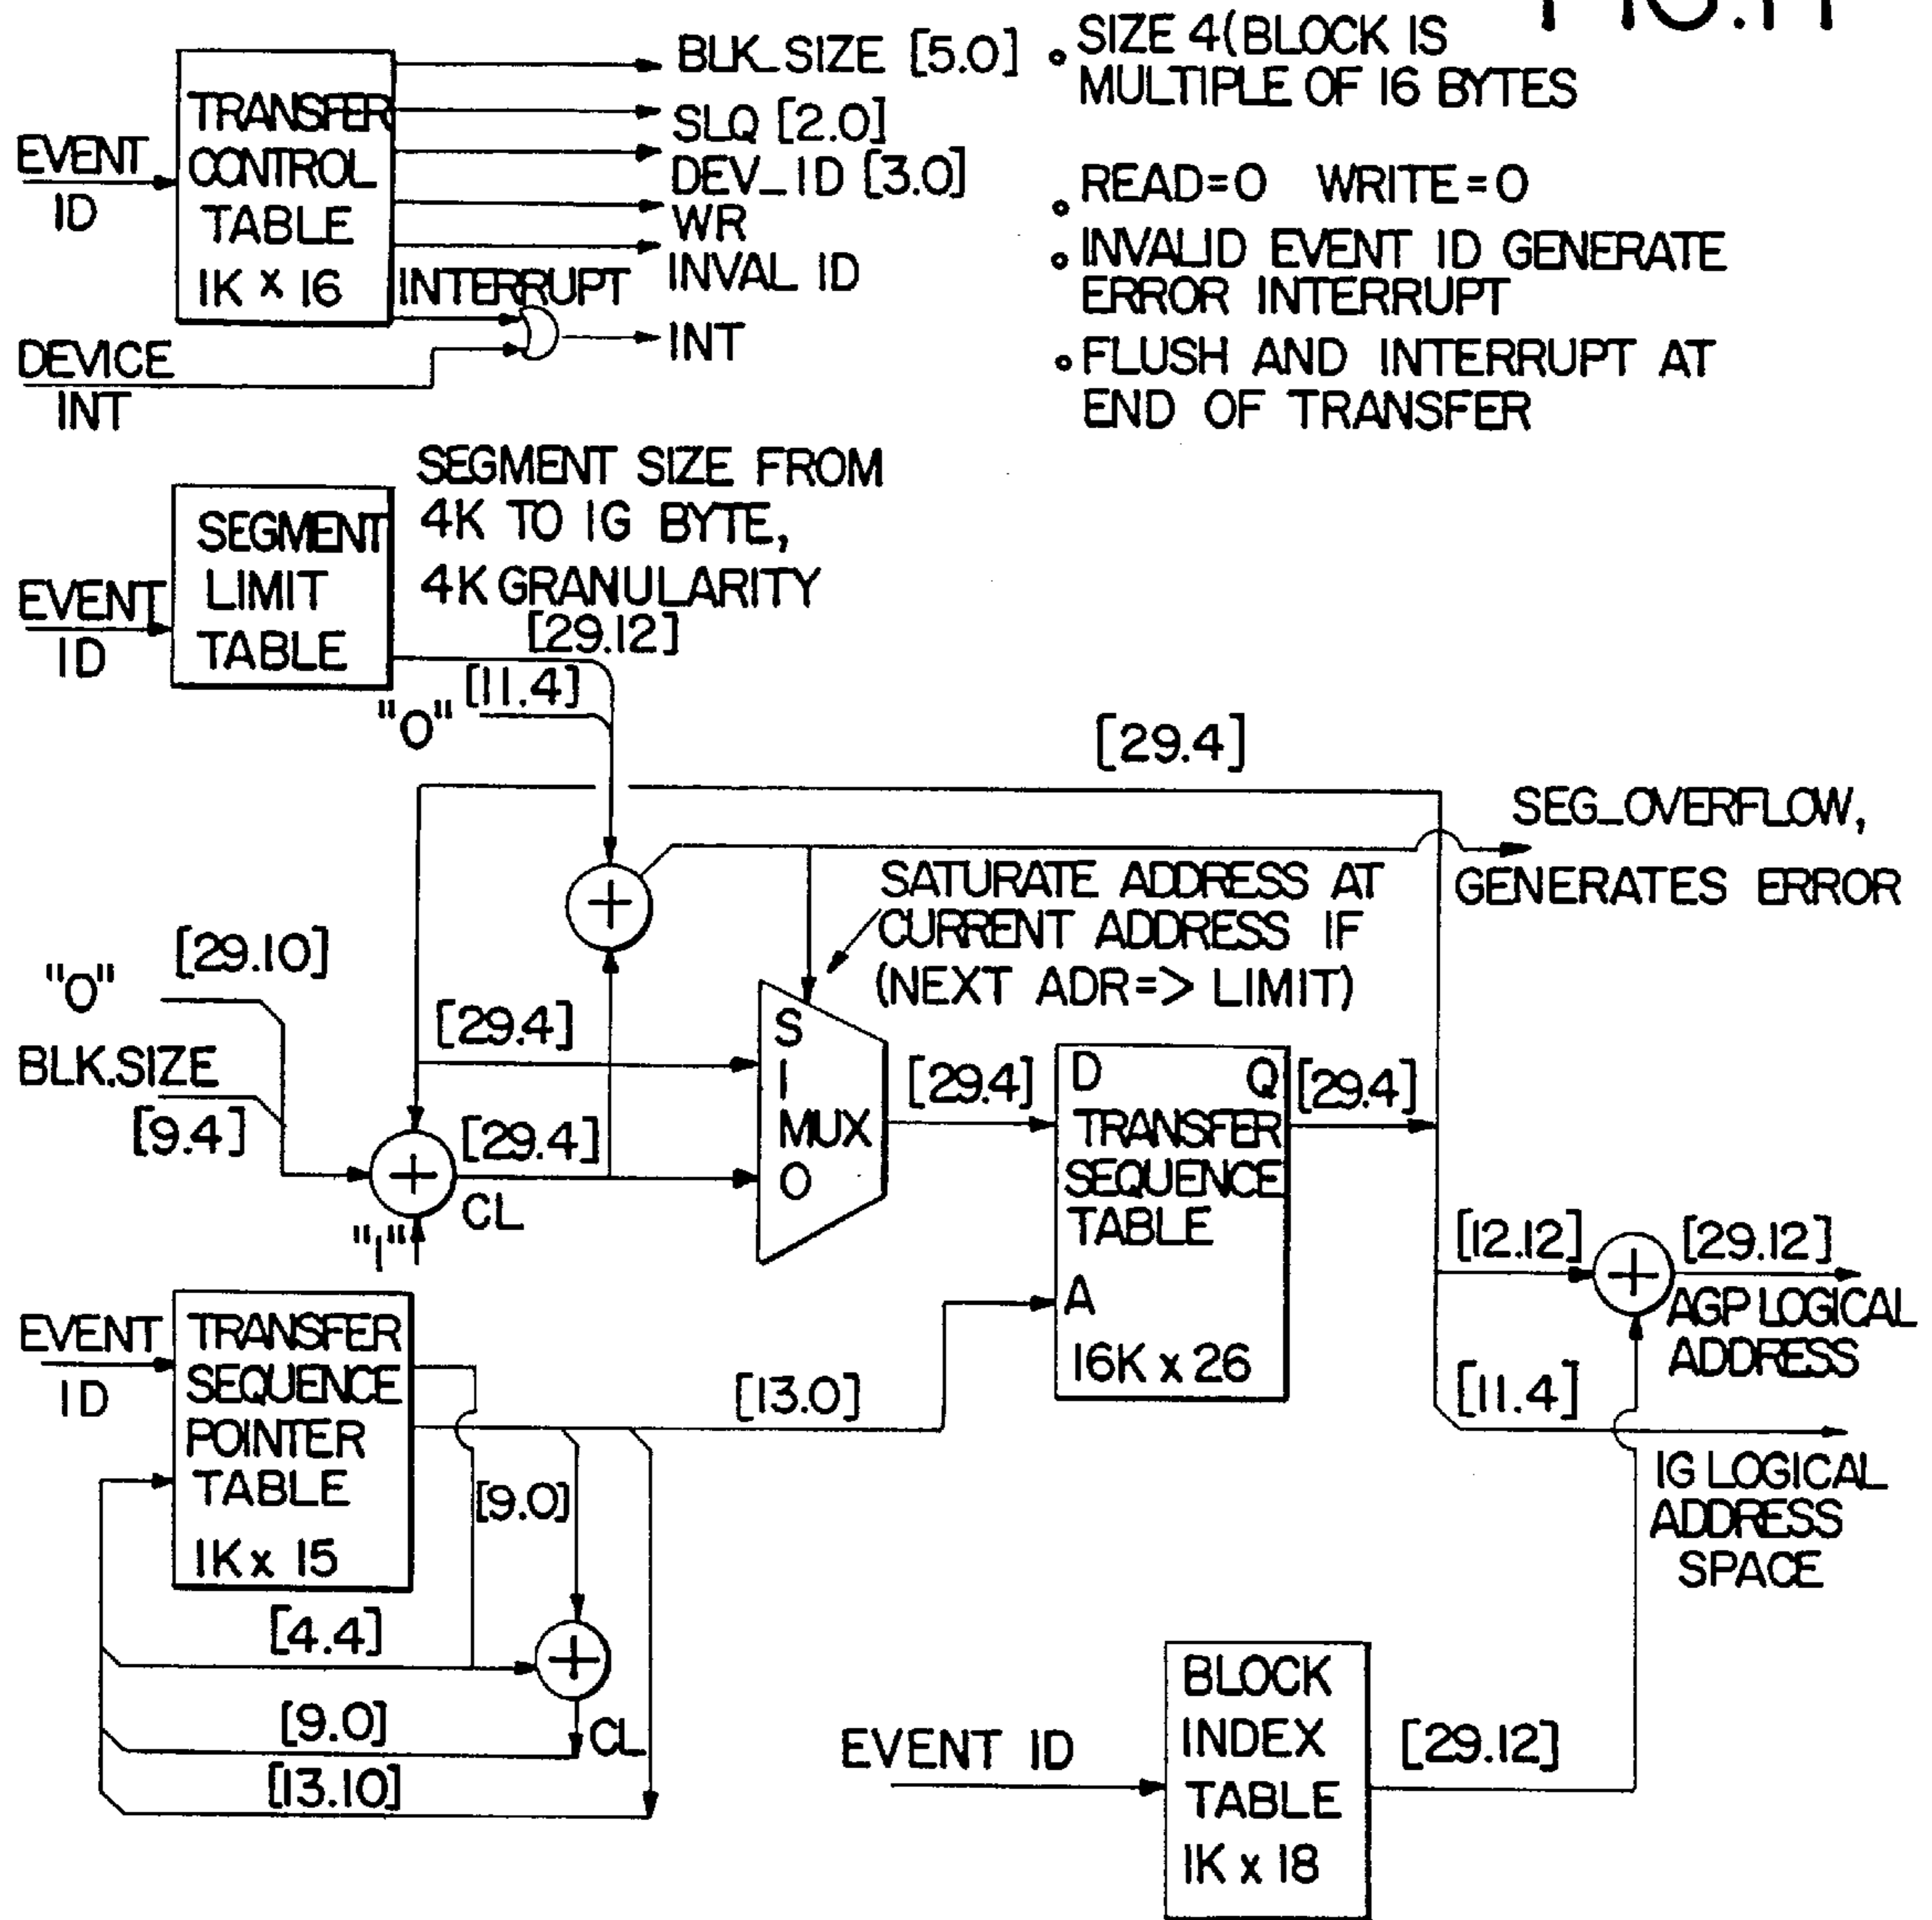 FIG.11
BLK_SIZE [5.0]
SIZE 4(BLOCK IS
MULTIPLE OF 16 BYTES
TRANSFER
CONTROL
TABLE
1K x 16
EVENT
ID
SLQ [2.0]
DEV_ID [3.0]
WR
INVAL ID
INTERRUPT
INT
DEVICE
INT
READ=0 WRITE=0
INVALID EVENT ID GENERATE
ERROR INTERRUPT
FLUSH AND INTERRUPT AT
END OF TRANSFER
SEGMENT SIZE FROM
4K TO 1G BYTE,
4K GRANULARITY
SEGMENT
LIMIT
TABLE
EVENT
ID
[29.12]
[11.4]
"0"
[29.4]
SEG_OVERFLOW,
GENERATES ERROR
SATURATE ADDRESS AT
CURRENT ADDRESS IF
(NEXT ADR=> LIMIT)
"0"
[29.10]
BLK.SIZE
[9.4]
[29.4]
+
[29.4]
+
CL
"1"
S
1
MUX
0
[29.4]
D Q
TRANSFER
SEQUENCE
TABLE
A
16K x 26
[29.4]
[12.12]
+
[29.12]
AGP LOGICAL
ADDRESS
[11.4]
1G LOGICAL
ADDRESS
SPACE
EVENT
ID
TRANSFER
SEQUENCE
POINTER
TABLE
1K x 15
[13.0]
[9.0]
[4.4]
+
[9.0]
CL
[13.10]
EVENT ID
BLOCK
INDEX
TABLE
1K x 18
[29.12]